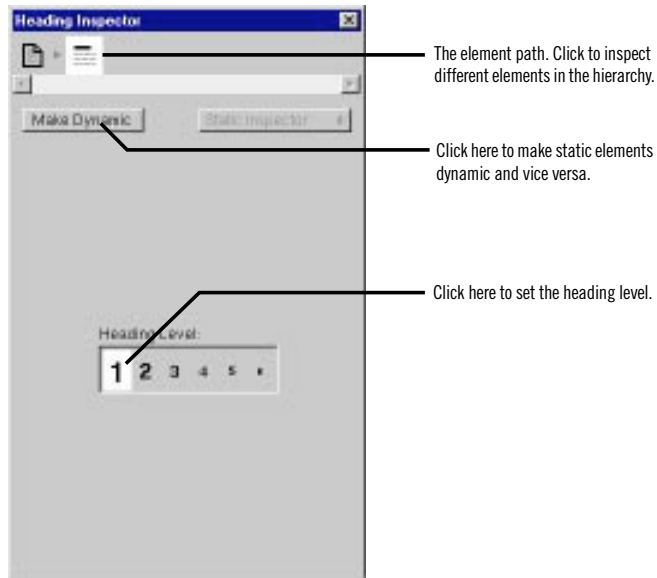 Heading Inspector
The element path. Click to inspect
different elements in the hierarchy.
Make Dynamic
Static Inspector
Click here to make static elements
dynamic and vice versa.
Click here to set the heading level.
Heading Level:
1 2 3 4 5